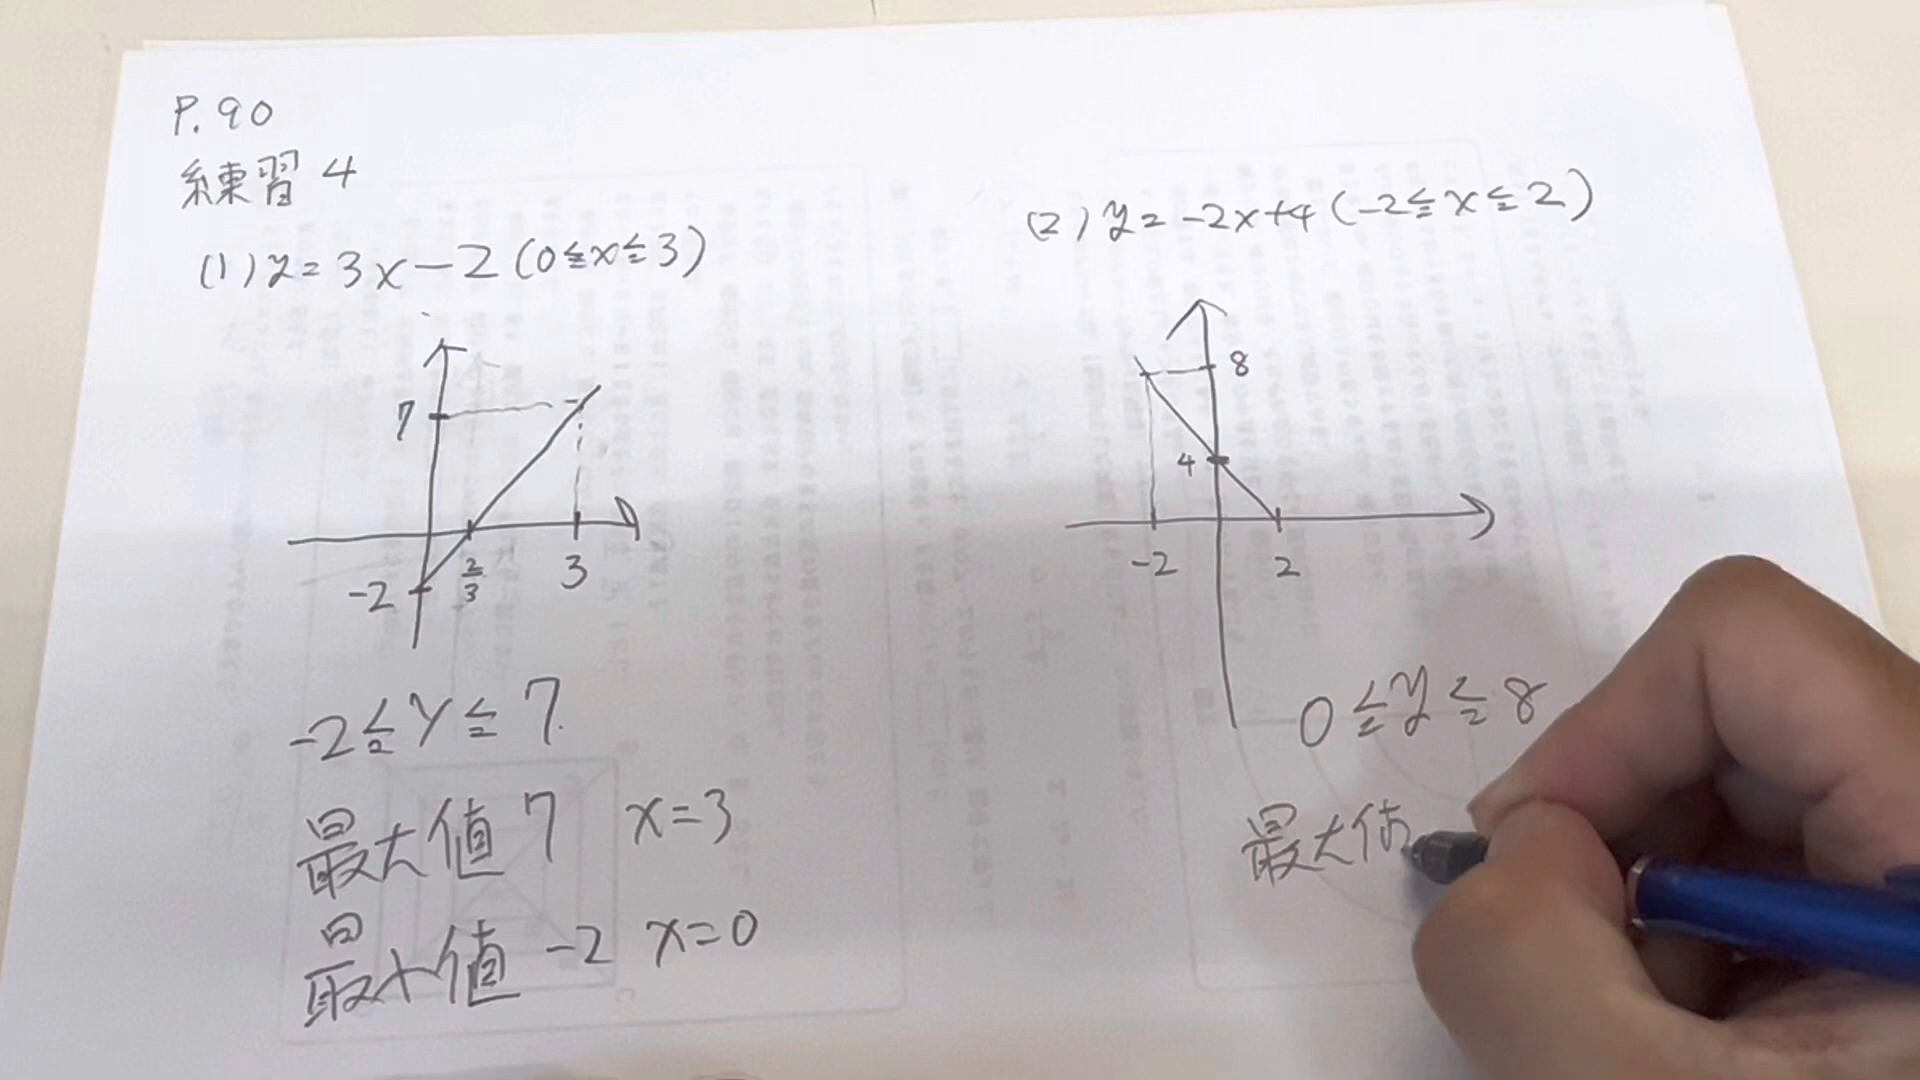 P.90
練習 4
(1) y=3x-2 (0≦x≦3)
7
-2
2/3
3
-2≦y≦7.
最大値 7 x=3
最小値 -2 x=0
(2) y=-2x+4 (-2≦x≦2)
8
4
-2
2
0≦y≦8
最大